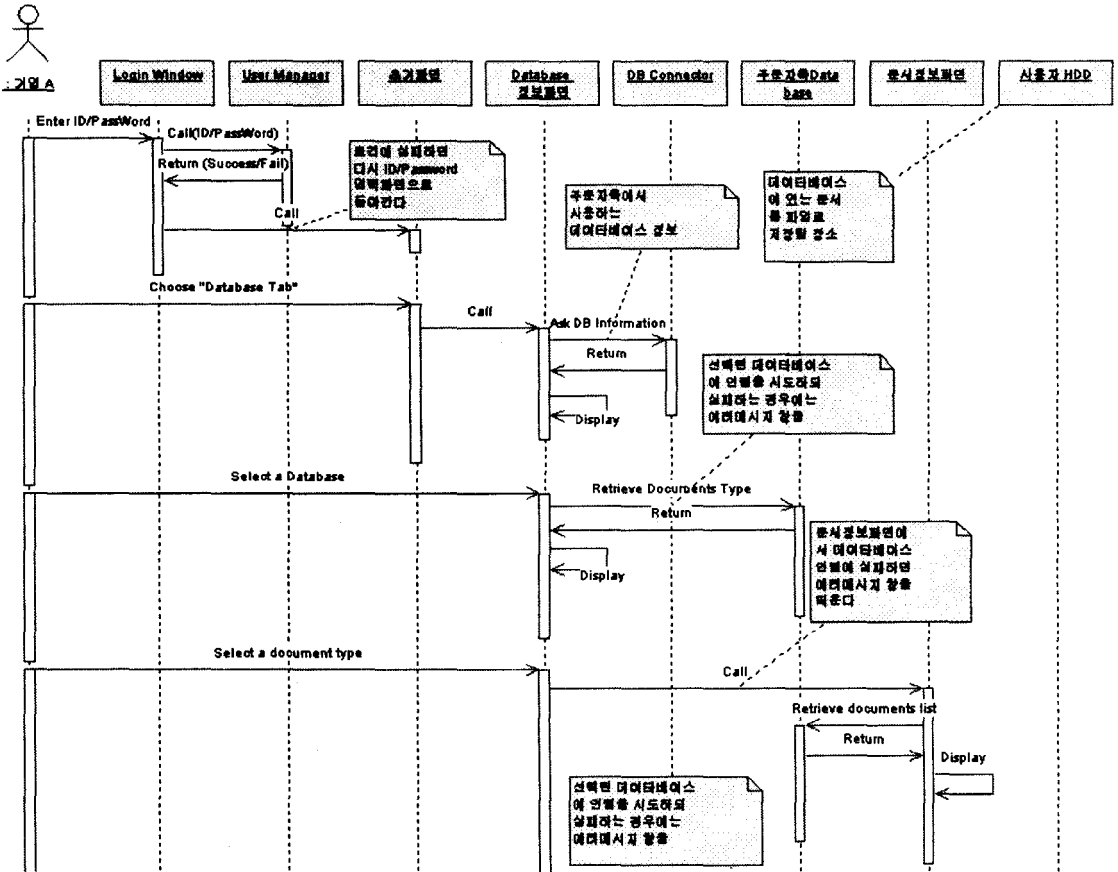 : 기업 A
Login Window
User Manager
초기화면
Database
정보화면
DB Connector
주문자측Data
base
문서정보화면
사용자 HDD
Enter ID/PassWord
Call(ID/PassWord)
Return (Success/Fail)
Call
조건에 실패하면
다시 ID/Password
입력화면으로
돌아간다
주문자측에서
사용하는
데이타베이스 정보
데이타베이스
에 있는 문서
를 파일로
저장할 장소
Choose "Database Tab"
Call
Ask DB Information
Return
Display
선택된 데이타베이스
에 연결을 시도하되
실패하는 경우에는
에러메시지 창을
Select a Database
Retrieve Documents Type
Return
Display
문서정보화면에
서 데이타베이스
연결에 실패하면
에러메시지 창을
띄운다
Select a document type
Call
Retrieve documents list
Return
Display
선택된 데이타베이스
에 연결을 시도하되
실패하는 경우에는
에러메시지 창을